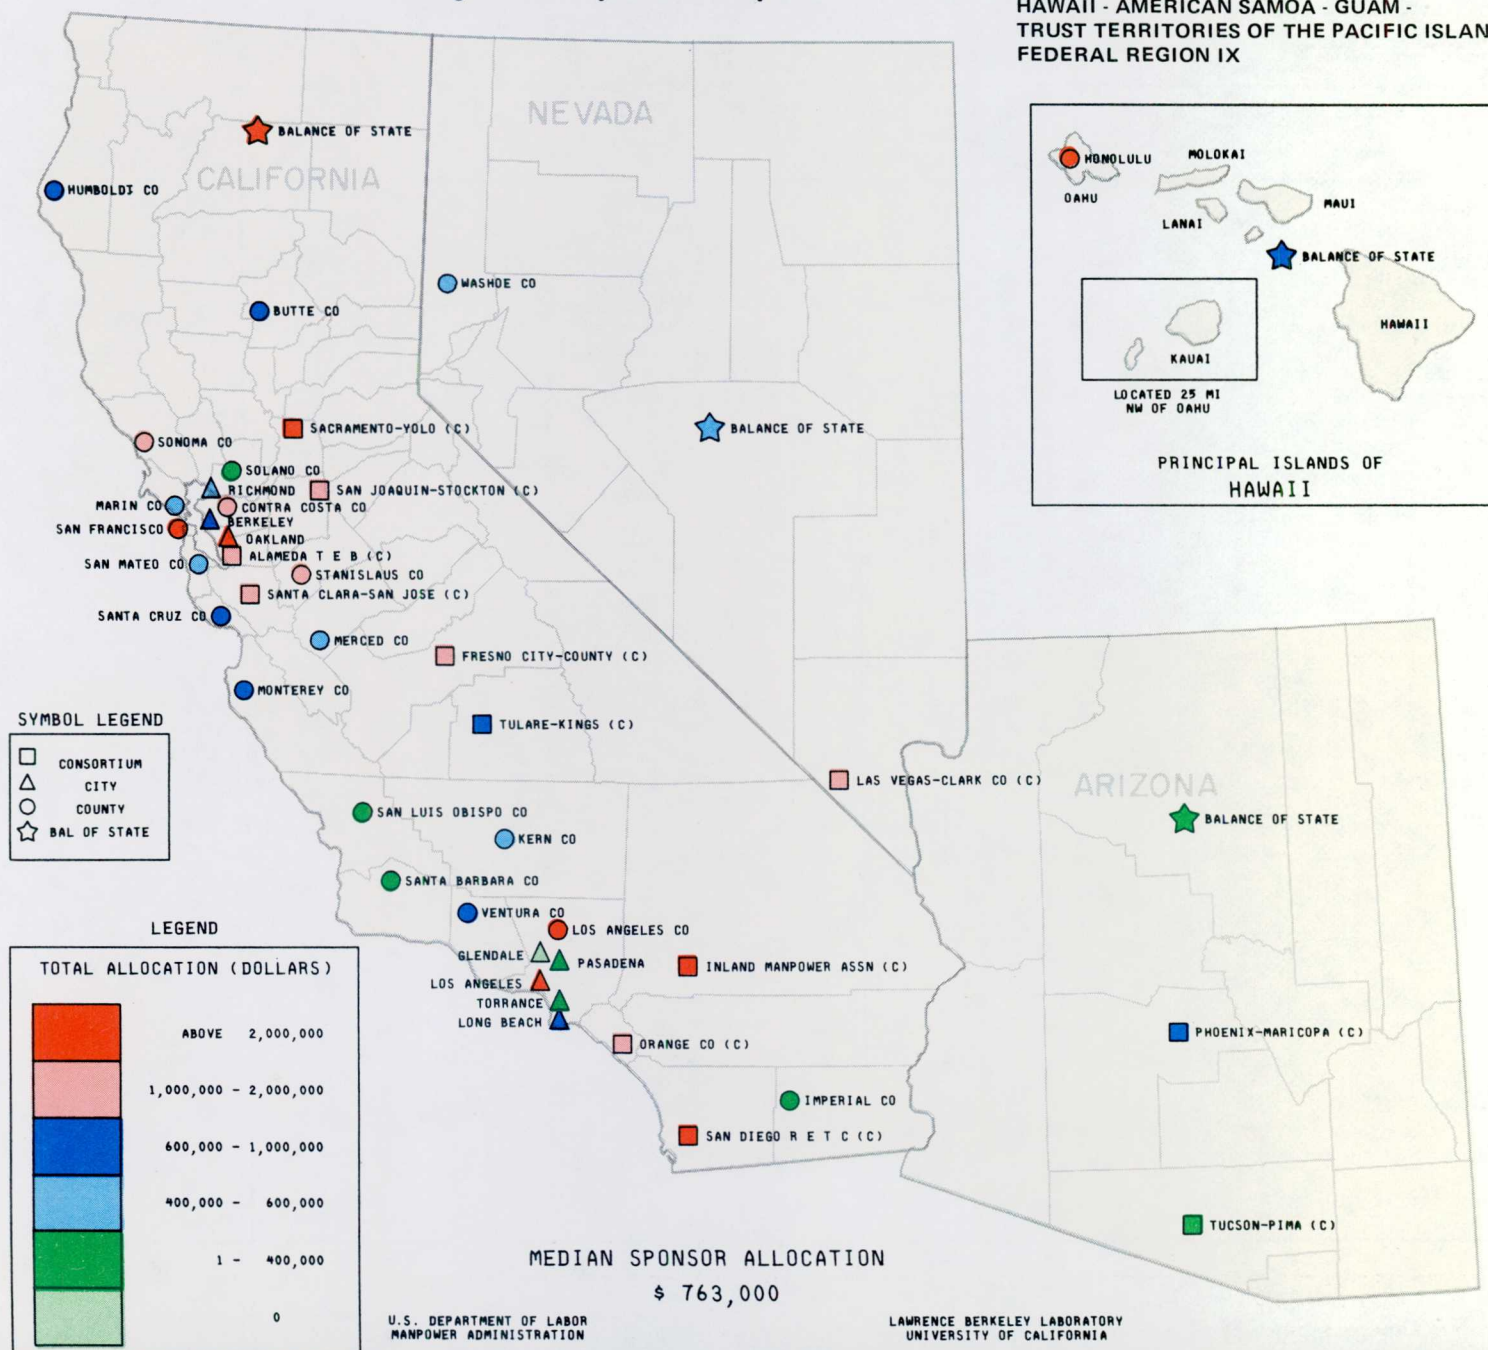 HAWAII - AMERICAN SAMOA - GUAM -
TRUST TERRITORIES OF THE PACIFIC ISLAN
FEDERAL REGION IX
NEVADA
CALIFORNIA
BALANCE OF STATE
HUMBOLDT CO
WASHOE CO
BUTTE CO
HONOLULU
MOLOKAI
OAHU
MAUI
LANAI
BALANCE OF STATE
HAWAII
KAUAI
LOCATED 25 MI
NW OF OAHU
PRINCIPAL ISLANDS OF
HAWAII
BALANCE OF STATE
SACRAMENTO-YOLO (C)
SONOMA CO
SOLANO CO
RICHMOND
SAN JOAQUIN-STOCKTON (C)
MARIN CO
CONTRA COSTA CO
BERKELEY
SAN FRANCISCO
OAKLAND
ALAMEDA T E B (C)
SAN MATEO CO
STANISLAUS CO
SANTA CLARA-SAN JOSE (C)
SANTA CRUZ CO
MERCED CO
FRESNO CITY-COUNTY (C)
MONTEREY CO
TULARE-KINGS (C)
SYMBOL LEGEND
CONSORTIUM
CITY
COUNTY
BAL OF STATE
LAS VEGAS-CLARK CO (C)
ARIZONA
BALANCE OF STATE
SAN LUIS OBISPO CO
KERN CO
SANTA BARBARA CO
VENTURA CO
LOS ANGELES CO
GLENDALE
PASADENA
INLAND MANPOWER ASSN (C)
LOS ANGELES
TORRANCE
LONG BEACH
ORANGE CO (C)
PHOENIX-MARICOPA (C)
IMPERIAL CO
SAN DIEGO R E T C (C)
TUCSON-PIMA (C)
LEGEND
TOTAL ALLOCATION (DOLLARS)
ABOVE 2,000,000
1,000,000 - 2,000,000
600,000 - 1,000,000
400,000 - 600,000
1 - 400,000
0
MEDIAN SPONSOR ALLOCATION
$ 763,000
U.S. DEPARTMENT OF LABOR
MANPOWER ADMINISTRATION
LAWRENCE BERKELEY LABORATORY
UNIVERSITY OF CALIFORNIA